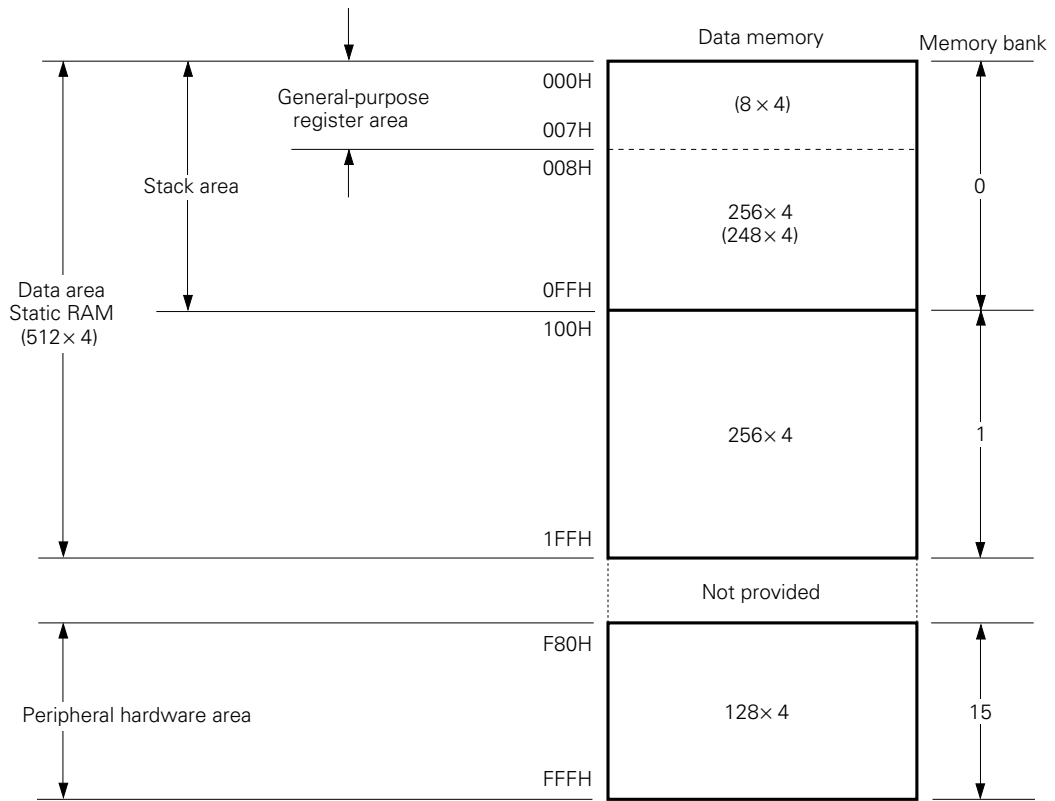 Data memory
Memory bank
000H
(8 × 4)
General-purpose
register area
007H
008H
Stack area
0
256× 4
(248× 4)
0FFH
Data area
Static RAM
(512× 4)
100H
256× 4
1
1FFH
Not provided
F80H
Peripheral hardware area
128× 4
15
FFFH